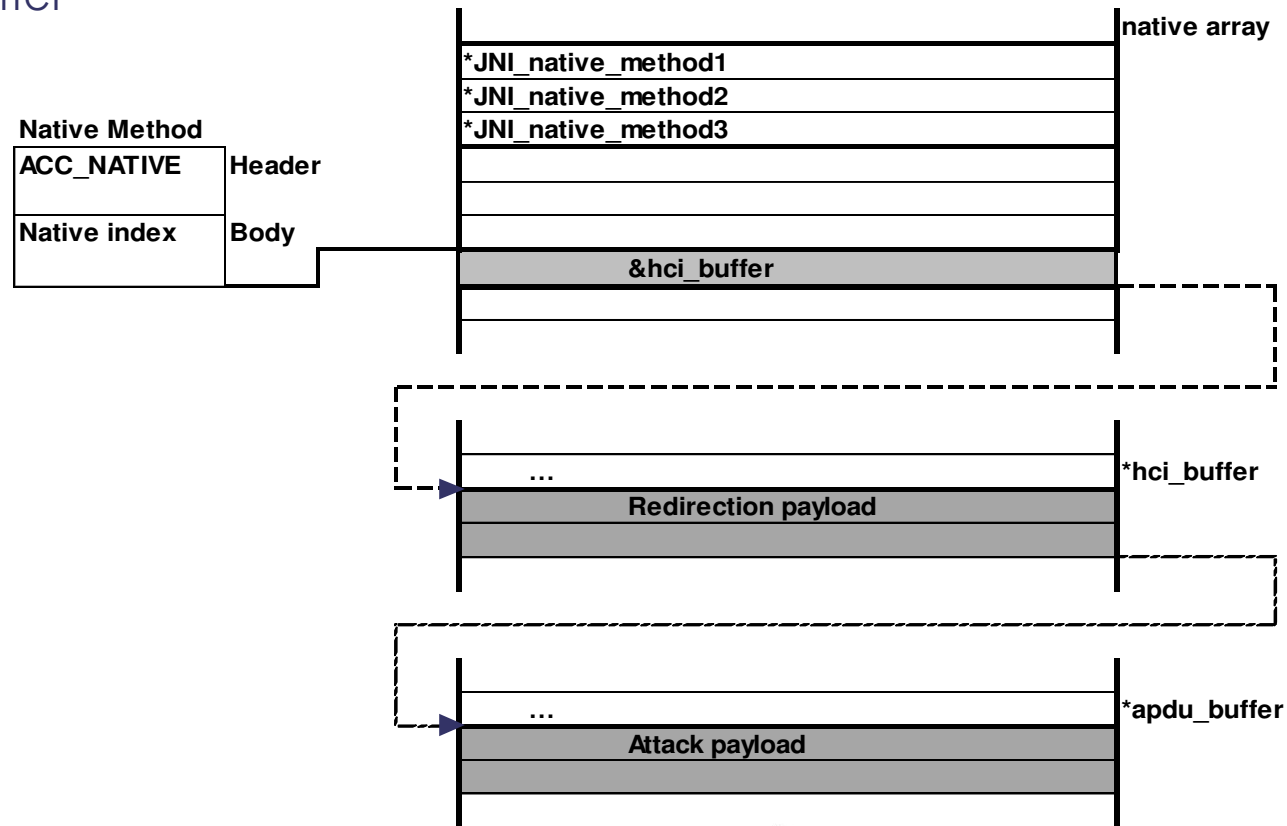 native array
*JNI_native_method1
*JNI_native_method2
*JNI_native_method3
Native Method
ACC_NATIVE Header
Native index Body
&hci_buffer
... *hci_buffer
Redirection payload
... *apdu_buffer
Attack payload